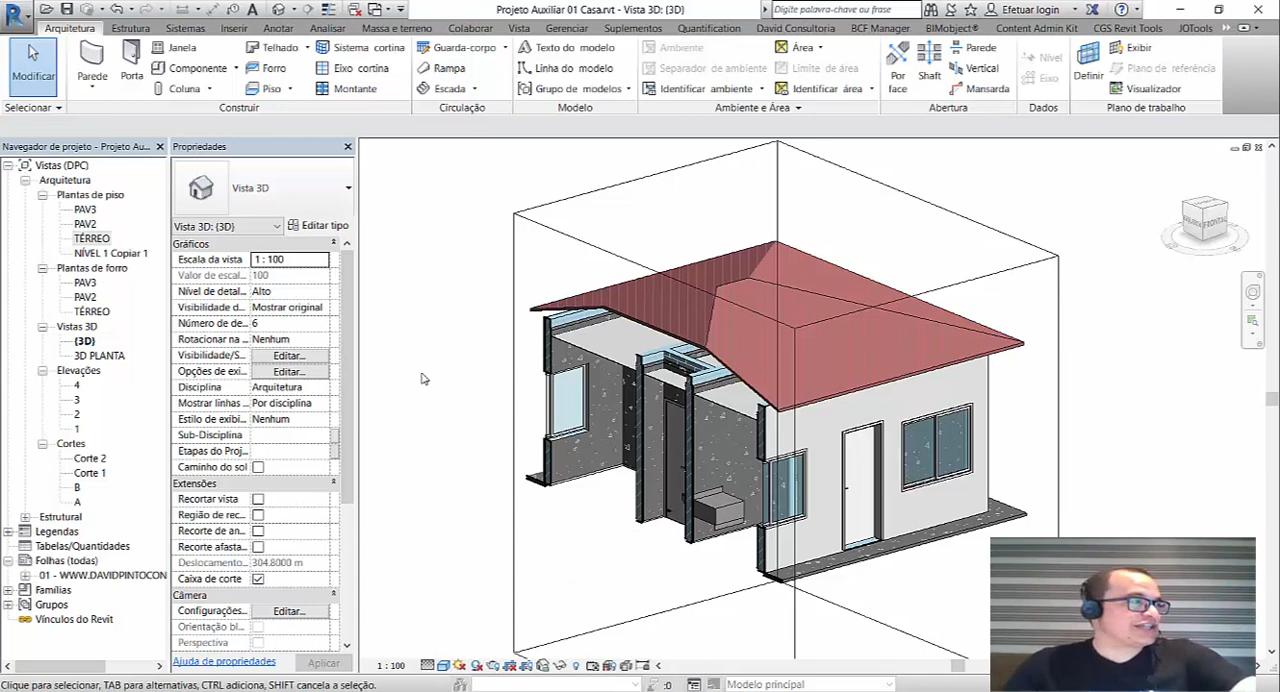 Projeto Auxiliar 01 Casa.rvt - Vista 3D: {3D}
Digite palavra-chave ou frase
Efetuar login
Arquitetura Estrutura Sistemas Inserir Anotar Analisar Massa e terreno Colaborar Vista Gerenciar Suplementos Quantification David Consultoria BCF Manager BIMobject® Content Admin Kit CGS Revit Tools JOTools
Modificar
Parede
Porta
Janela
Componente
Coluna
Telhado
Forro
Piso
Sistema cortina
Eixo cortina
Montante
Guarda-corpo
Rampa
Escada
Texto do modelo
Linha do modelo
Grupo de modelos
Ambiente
Separador de ambiente
Identificar ambiente
Área
Limite de área
Identificar área
Por face
Shaft
Parede
Vertical
Mansarda
Nível
Eixo
Definir
Exibir
Plano de referência
Visualizador
Selecionar
Construir
Circulação
Modelo
Ambiente e Área
Abertura
Dados
Plano de trabalho
Navegador de projeto - Projeto Au...
Vistas (DPC)
Arquitetura
Plantas de piso
PAV3
PAV2
TÉRREO
NÍVEL 1 Copiar 1
Plantas de forro
PAV3
PAV2
TÉRREO
Vistas 3D
{3D}
3D PLANTA
Elevações
4
3
2
1
Cortes
Corte 2
Corte 1
B
A
Estrutural
Legendas
Tabelas/Quantidades
Folhas (todas)
01 - WWW.DAVIDPINTOCON
Famílias
Grupos
Vínculos do Revit
Propriedades
Vista 3D
Vista 3D: {3D}
Editar tipo
Gráficos
Escala da vista 1 : 100
Valor de escal... 100
Nível de detal... Alto
Visibilidade d... Mostrar original
Número de de... 6
Rotacionar na ... Nenhum
Visibilidade/S... Editar...
Opções de exi... Editar...
Disciplina Arquitetura
Mostrar linhas ... Por disciplina
Estilo de exibi... Nenhum
Sub-Disciplina
Etapas do Proj...
Caminho do sol
Extensões
Recortar vista
Região de rec...
Recorte de an...
Recorte afasta...
Deslocamento... 304.8000 m
Caixa de corte
Câmera
Configurações... Editar...
Orientação bl...
Perspectiva
Ajuda de propriedades
Aplicar
FRONTAL
1 : 100
Clique para selecionar, TAB para alternativas, CTRL adiciona, SHIFT cancela a seleção.
:0
Modelo principal